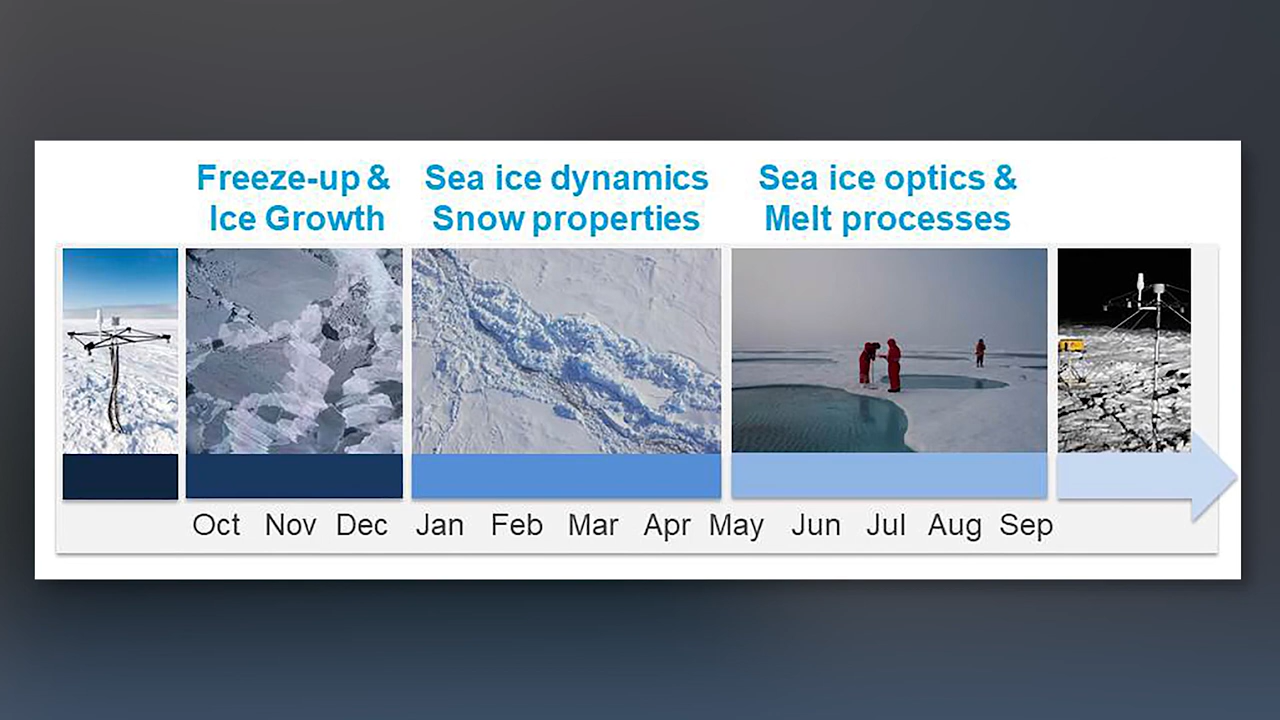 Freeze-up &
Ice Growth
Sea ice dynamics
Snow properties
Sea ice optics &
Melt processes
Oct Nov Dec Jan Feb Mar Apr May Jun Jul Aug Sep